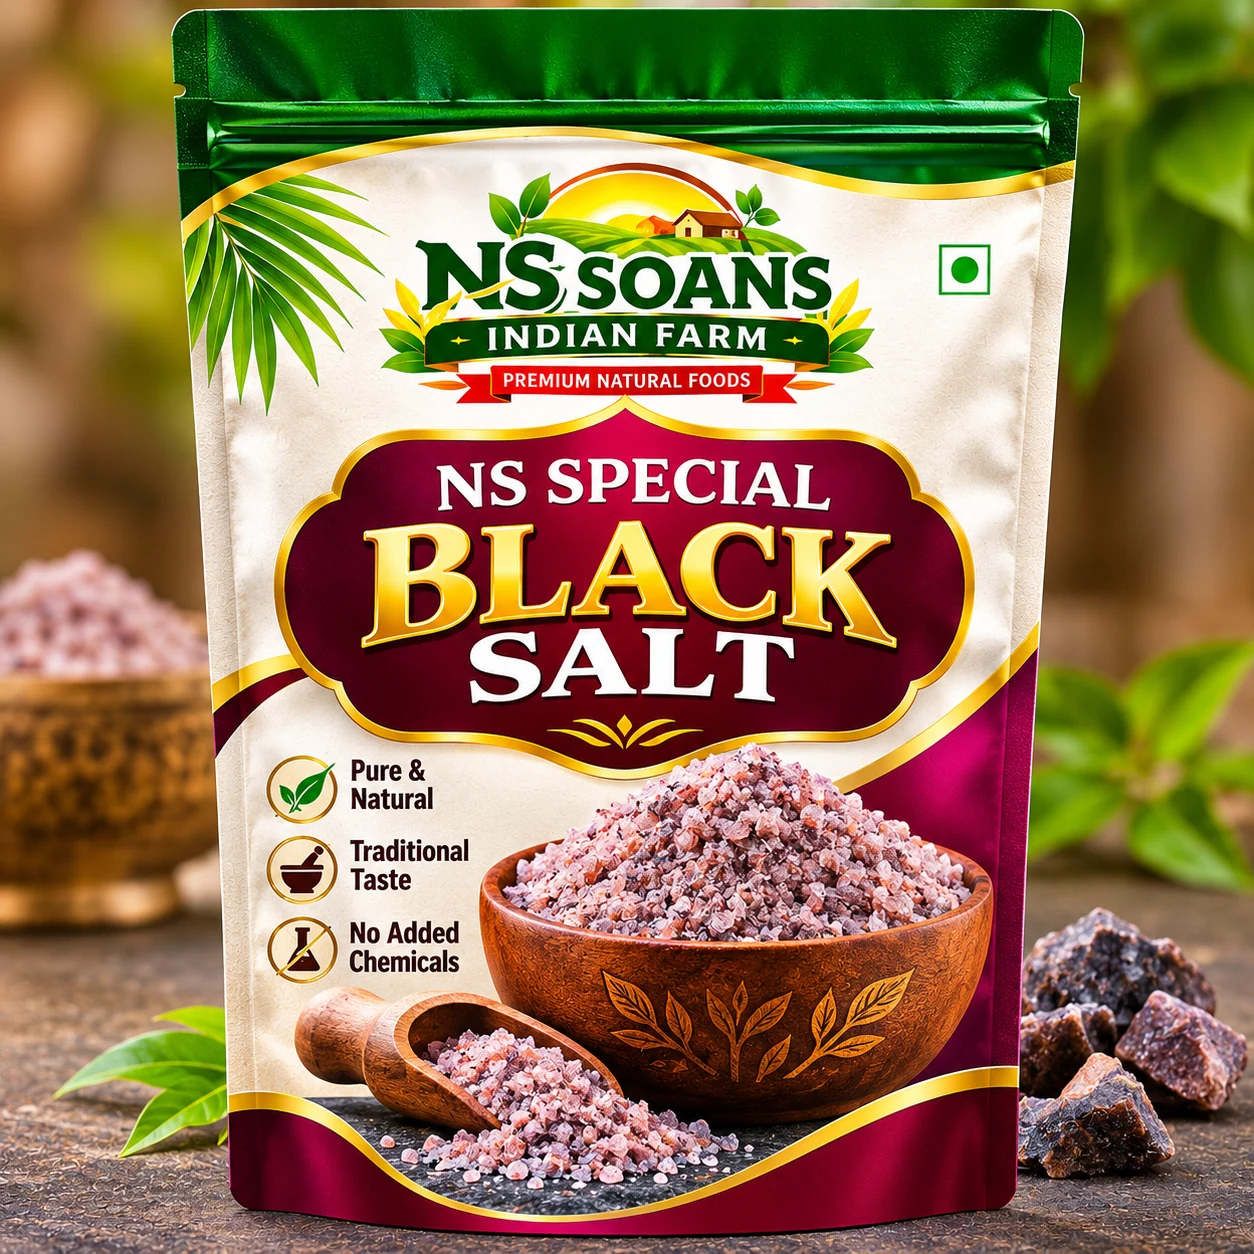 NS SOANS
INDIAN FARM
PREMIUM NATURAL FOODS
NS SPECIAL
BLACK
SALT
Pure &
Natural
Traditional
Taste
No Added
Chemicals